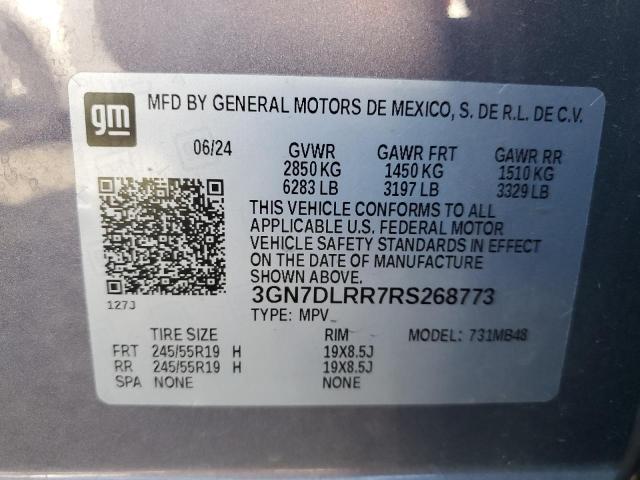 gm
MFD BY GENERAL MOTORS DE MEXICO, S. DE R.L. DE C.V.
06/24 GVWR GAWR FRT GAWR RR
2850 KG 1450 KG 1510 KG
6283 LB 3197 LB 3329 LB
THIS VEHICLE CONFORMS TO ALL
APPLICABLE U.S. FEDERAL MOTOR
VEHICLE SAFETY STANDARDS IN EFFECT
ON THE DATE OF MANUFACTURE
SHOWN ABOVE.
127J 3GN7DLRR7RS268773
TYPE: MPV
TIRE SIZE RIM MODEL: 731MB48
FRT 245/55R19 H 19X8.5J
RR 245/55R19 H 19X8.5J
SPA NONE NONE